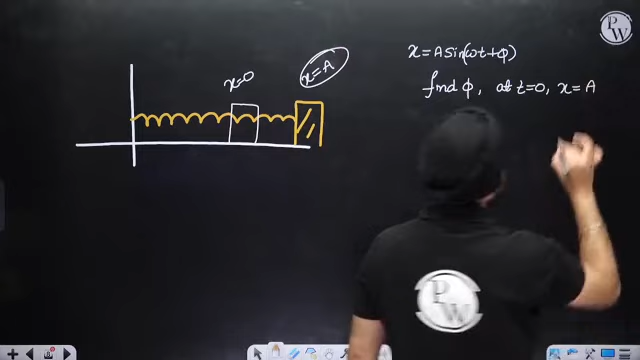 x = A sin(ωt+φ)
find φ, at t=0, x = A
x=0
x=A
P
W
P
W